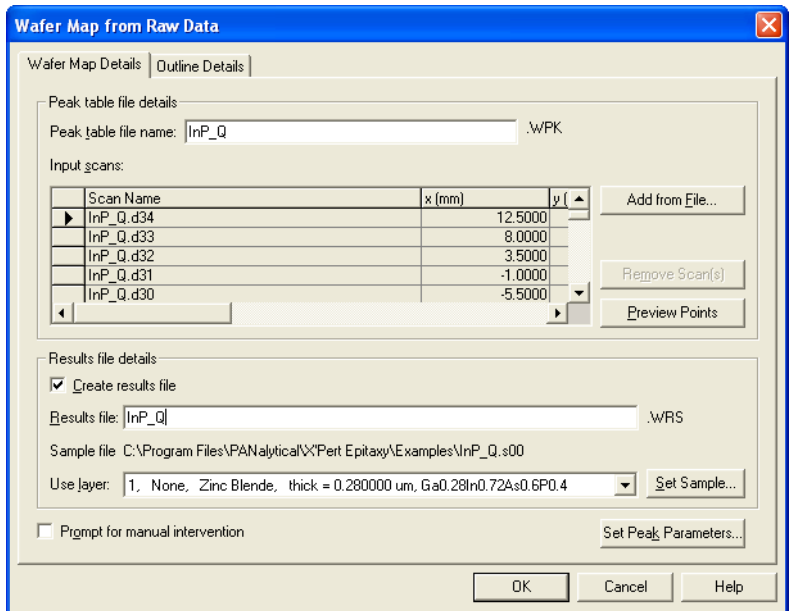 Wafer Map from Raw Data
Wafer Map Details Outline Details
Peak table file details
Peak table file name: InP_Q .WPK
Input scans:
Scan Name x (mm) y (
InP_Q.d34 12.5000
InP_Q.d33 8.0000
InP_Q.d32 3.5000
InP_Q.d31 -1.0000
InP_Q.d30 -5.5000
Add from File...
Remove Scan(s)
Preview Points
Results file details
Create results file
Results file: InP_Q .WRS
Sample file C:\Program Files\PANalytical\X'Pert Epitaxy\Examples\InP_Q.s00
Use layer: 1, None, Zinc Blende, thick = 0.280000 um, Ga0.28In0.72As0.6P0.4 Set Sample...
Prompt for manual intervention Set Peak Parameters...
OK Cancel Help